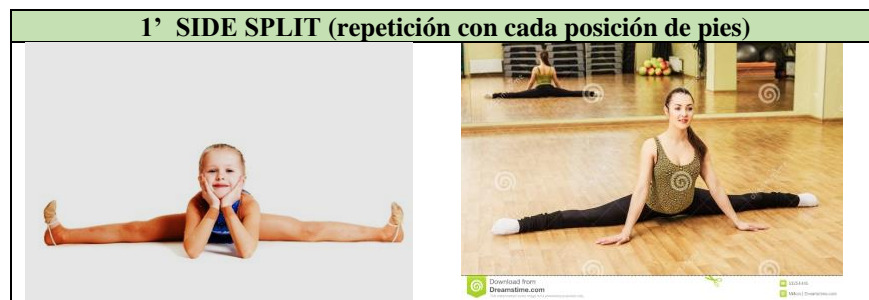 1’ SIDE SPLIT (repetición con cada posición de pies)
Download from
Dreamstime.com